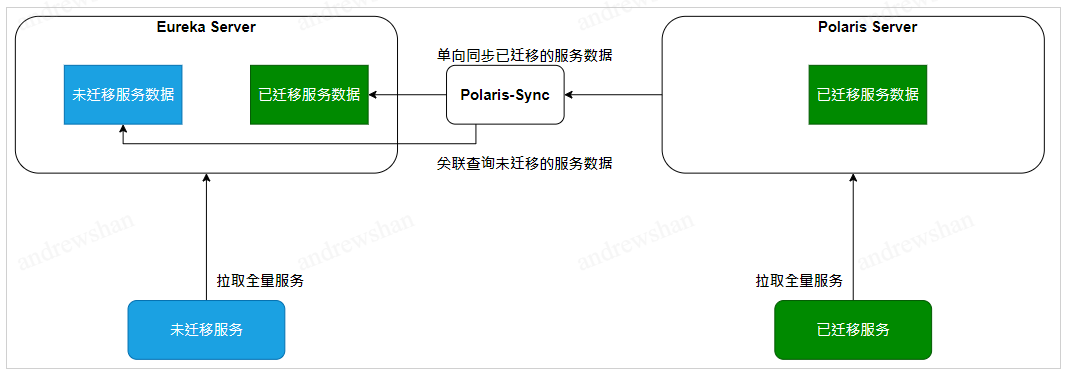 Eureka Server
Polaris Server
单向同步已迁移的服务数据
未迁移服务数据
已迁移服务数据
Polaris-Sync
已迁移服务数据
关联查询未迁移的服务数据
andrewshan
andrewshan
andrewshan
andrewshan
andrewshan
andrewshan
拉取全量服务
拉取全量服务
未迁移服务
已迁移服务